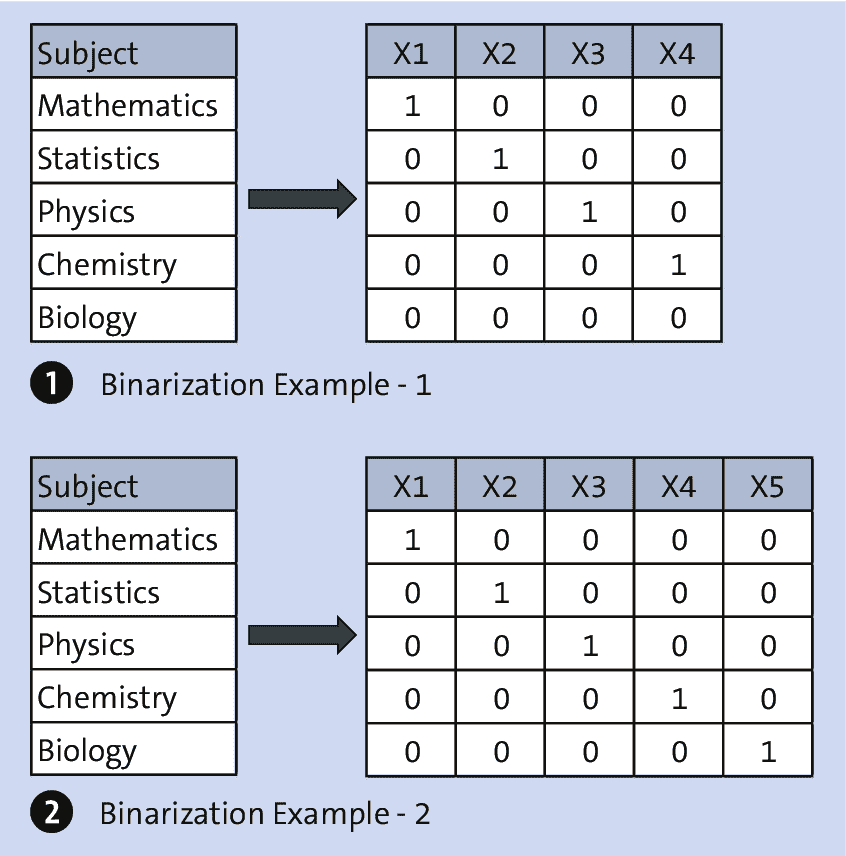 Subject X1 X2 X3 X4
Mathematics 1 0 0 0
Statistics 0 1 0 0
Physics 0 0 1 0
Chemistry 0 0 0 1
Biology 0 0 0 0
1 Binarization Example - 1
Subject X1 X2 X3 X4 X5
Mathematics 1 0 0 0 0
Statistics 0 1 0 0 0
Physics 0 0 1 0 0
Chemistry 0 0 0 1 0
Biology 0 0 0 0 1
2 Binarization Example - 2